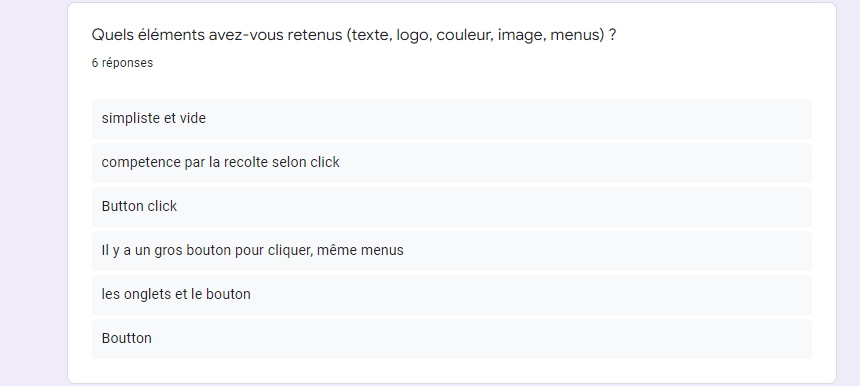 Quels éléments avez-vous retenus (texte, logo, couleur, image, menus) ?
6 réponses
simpliste et vide
competence par la recolte selon click
Button click
Il y a un gros bouton pour cliquer, même menus
les onglets et le bouton
Boutton